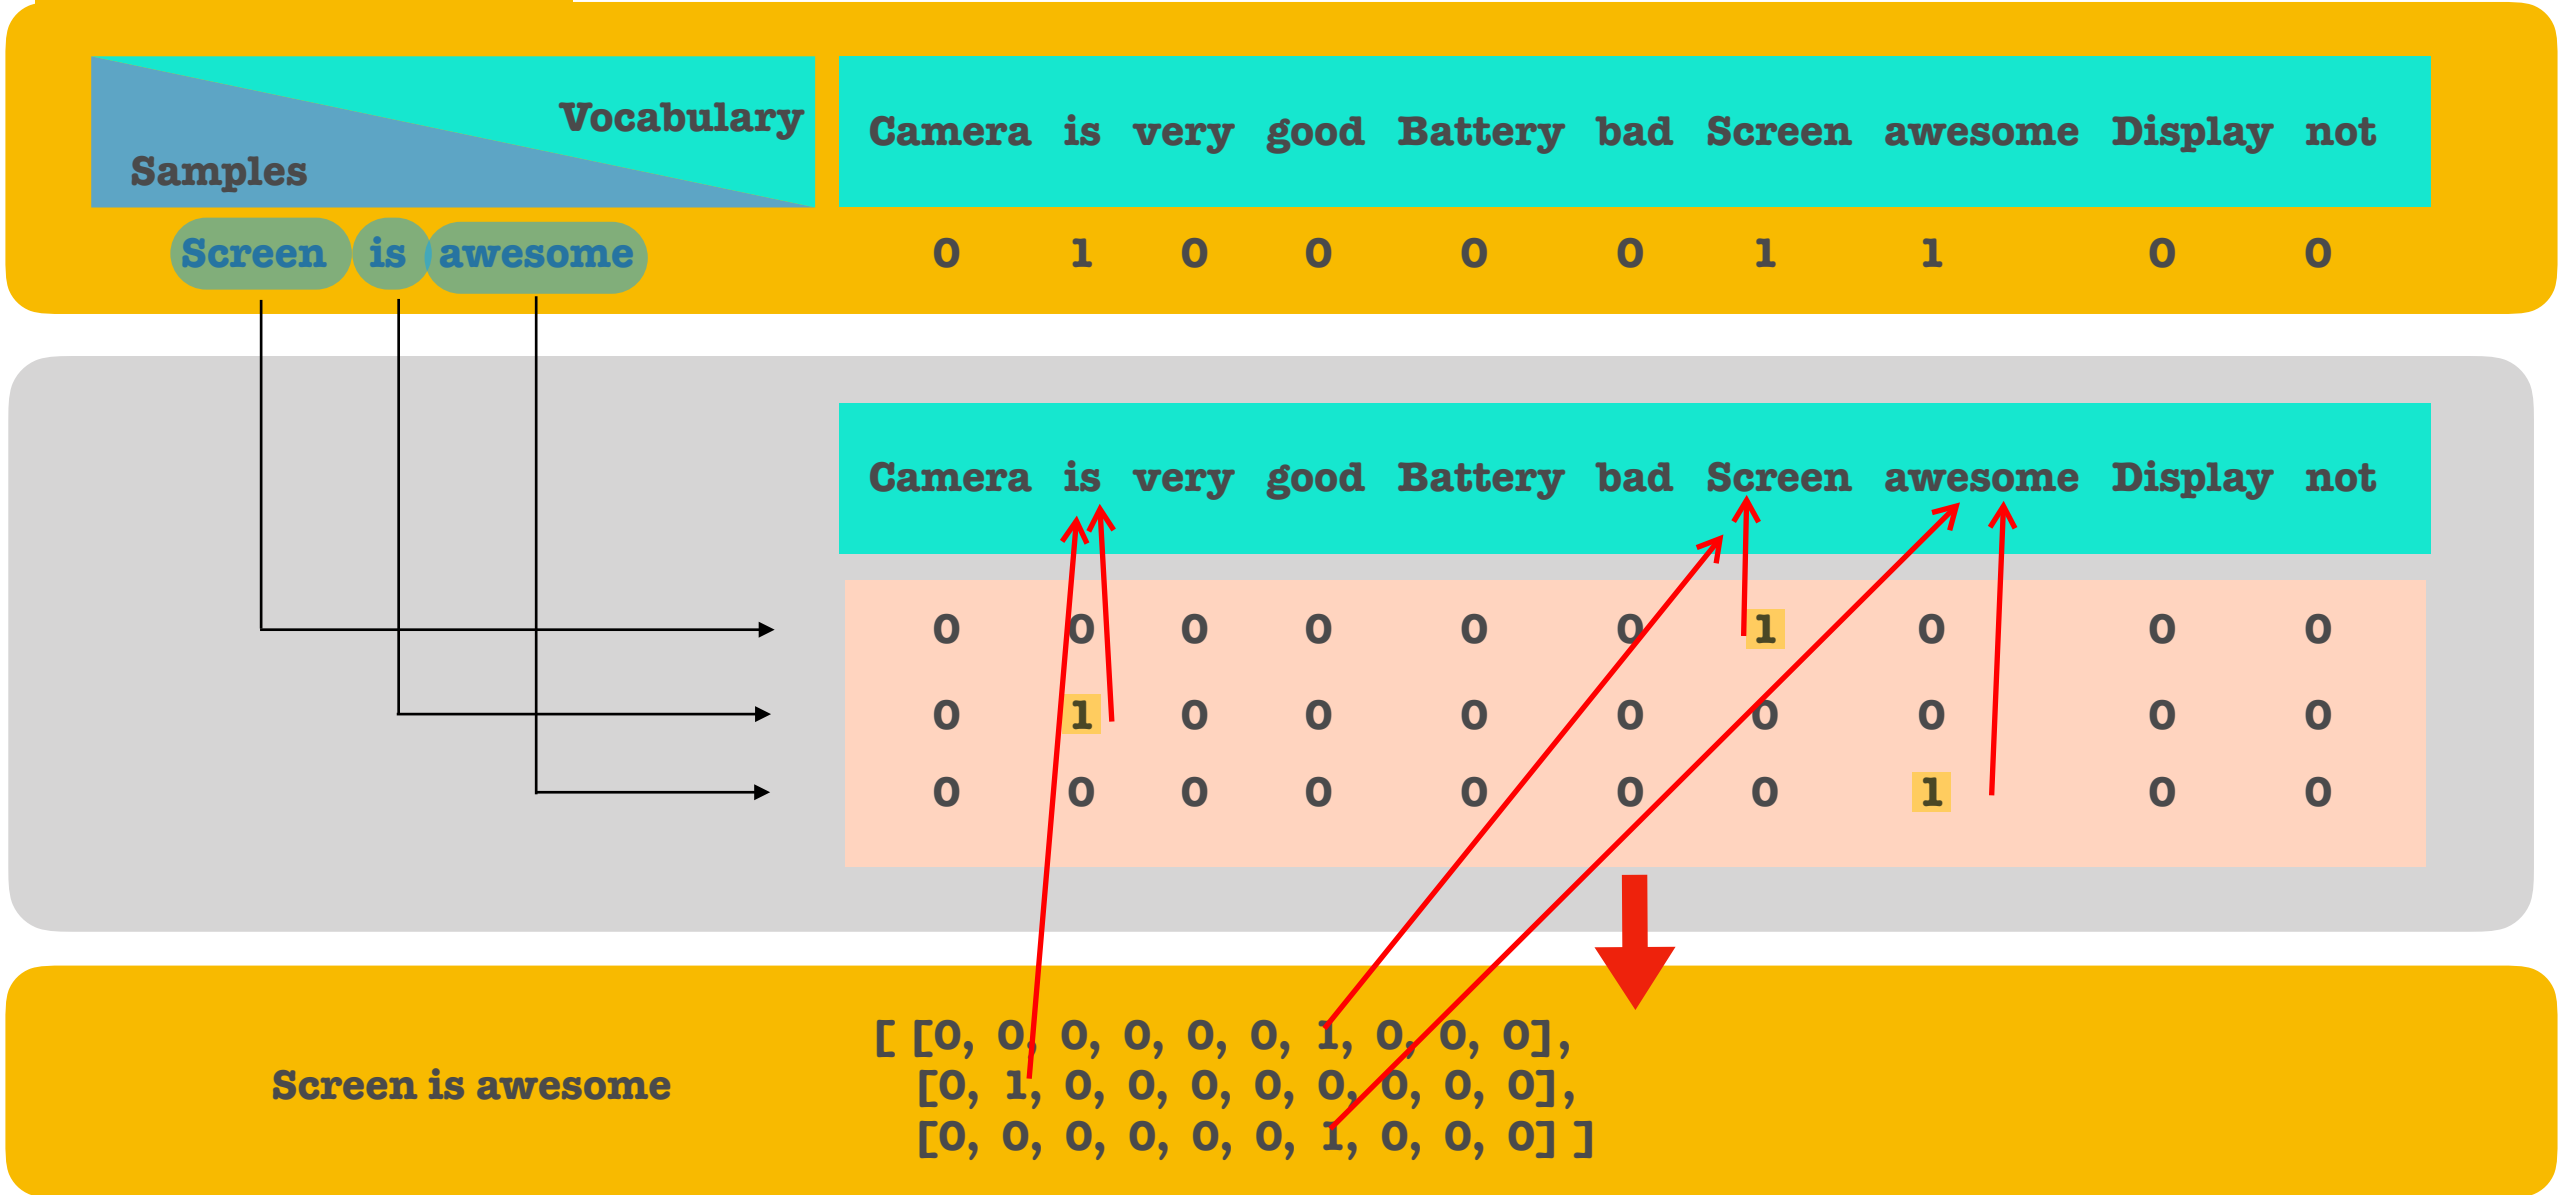 Vocabulary
Samples
Camera is very good Battery bad Screen awesome Display not
Screen is awesome 0 1 0 0 0 0 1 1 0 0
Camera is very good Battery bad Screen awesome Display not
0 0 0 0 0 0 1 0 0 0
0 1 0 0 0 0 0 0 0 0
0 0 0 0 0 0 0 1 0 0
[ [0, 0, 0, 0, 0, 0, 1, 0, 0, 0],
Screen is awesome [0, 1, 0, 0, 0, 0, 0, 0, 0, 0],
[0, 0, 0, 0, 0, 0, 1, 0, 0, 0] ]